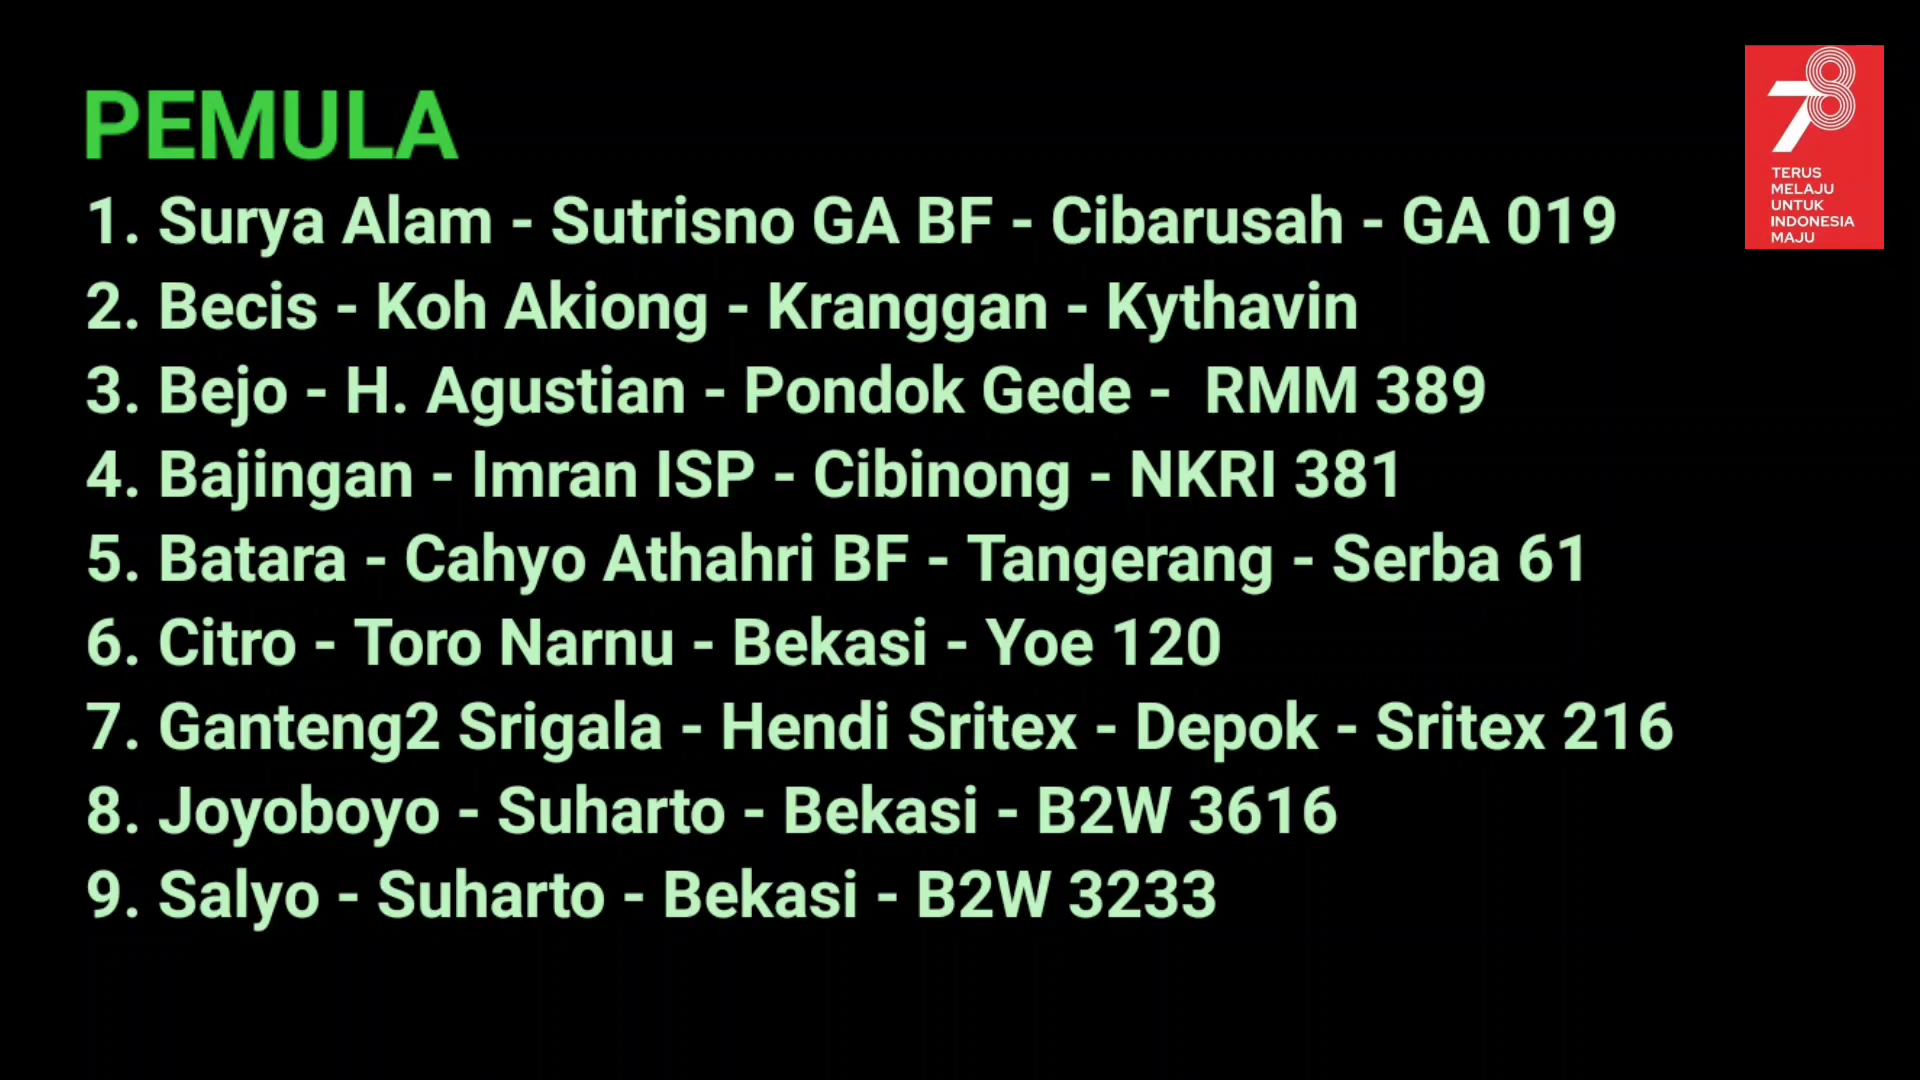 PEMULA
1. Surya Alam - Sutrisno GA BF - Cibarusah - GA 019
2. Becis - Koh Akiong - Kranggan - Kythavin
3. Bejo - H. Agustian - Pondok Gede -  RMM 389
4. Bajingan - Imran ISP - Cibinong - NKRI 381
5. Batara - Cahyo Athahri BF - Tangerang - Serba 61
6. Citro - Toro Narnu - Bekasi - Yoe 120
7. Ganteng2 Srigala - Hendi Sritex - Depok - Sritex 216
8. Joyoboyo - Suharto - Bekasi - B2W 3616
9. Salyo - Suharto - Bekasi - B2W 3233
78
TERUS
MELAJU
UNTUK
INDONESIA
MAJU